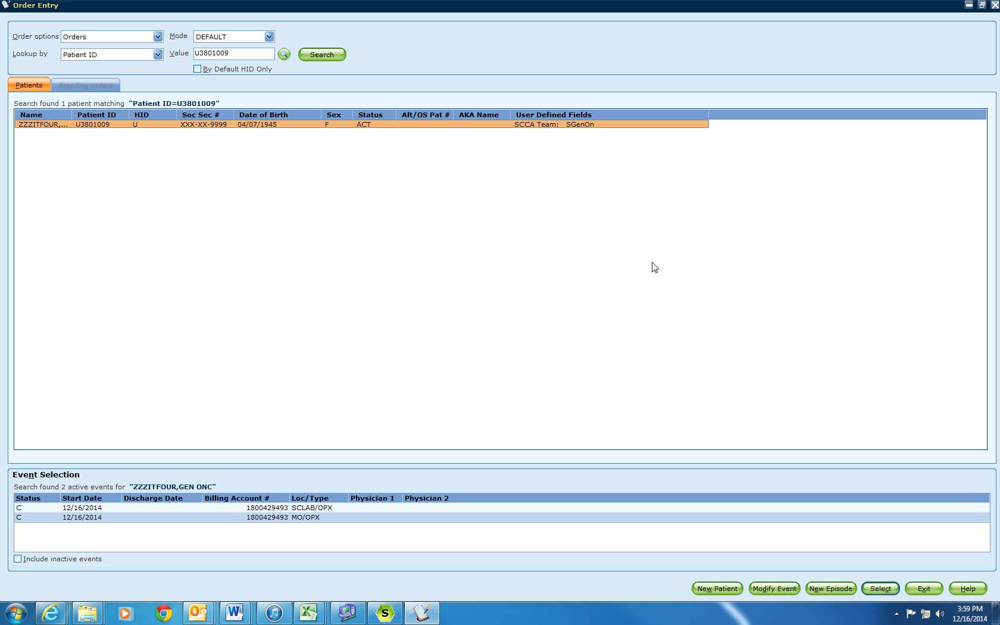 Order Entry
Order options Orders Mode DEFAULT
Lookup by Patient ID Value U3801009 Search
By Default HID Only
Patients Standing orders
Search found 1 patient matching "Patient ID=U3801009"
Name Patient ID HID Soc Sec # Date of Birth Sex Status Alt/OS Pat # AKA Name User Defined Fields
ZZZITFOUR,... U3801009 U XXX-XX-9999 04/07/1945 F ACT SCCA Team: SGenOn
Event Selection
Search found 2 active events for "ZZZITFOUR,GEN ONC"
Status Start Date Discharge Date Billing Account # Loc/Type Physician 1 Physician 2
C 12/16/2014 1800429493 SCLAB/OPX
C 12/16/2014 1800429493 MO/OPX
Include inactive events
New Patient Modify Event New Episode Select Exit Help
S
3:59 PM
12/16/2014